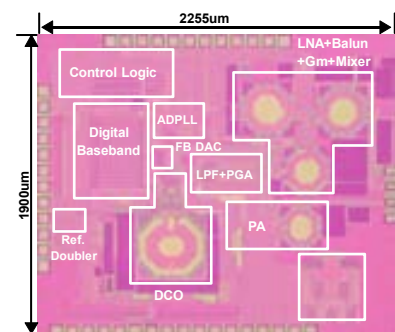 2255um
1900um
LNA+Balun
+Gm+Mixer
Control Logic
ADPLL
Digital
Baseband
FB DAC
LPF+PGA
PA
Ref.
Doubler
DCO